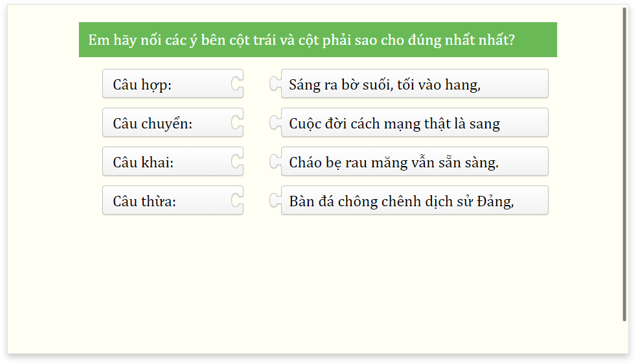 Em hãy nối các ý bên cột trái và cột phải sao cho đúng nhất nhất?
Câu hợp: Sáng ra bờ suối, tối vào hang,
Câu chuyển: Cuộc đời cách mạng thật là sang
Câu khai: Cháo bẹ rau măng vẫn sẵn sàng.
Câu thừa: Bàn đá chông chênh dịch sử Đảng,